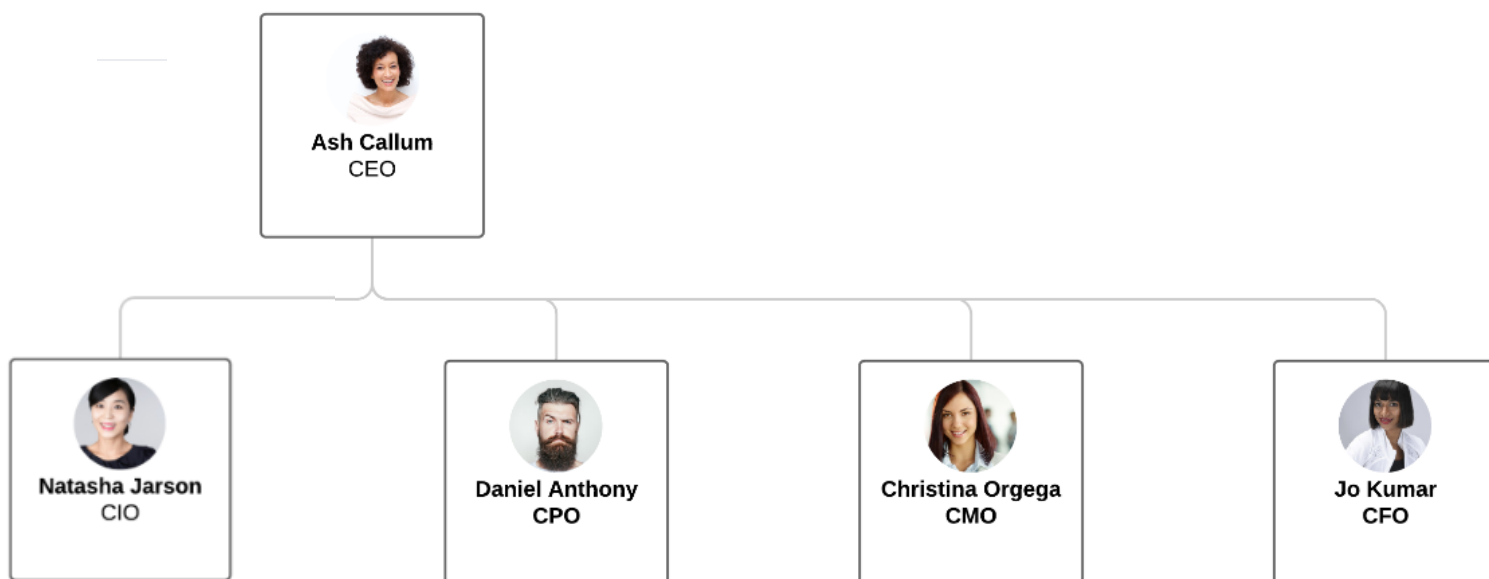 Ash Callum
CEO
Natasha Jarson
CIO
Daniel Anthony
CPO
Christina Orgega
CMO
Jo Kumar
CFO